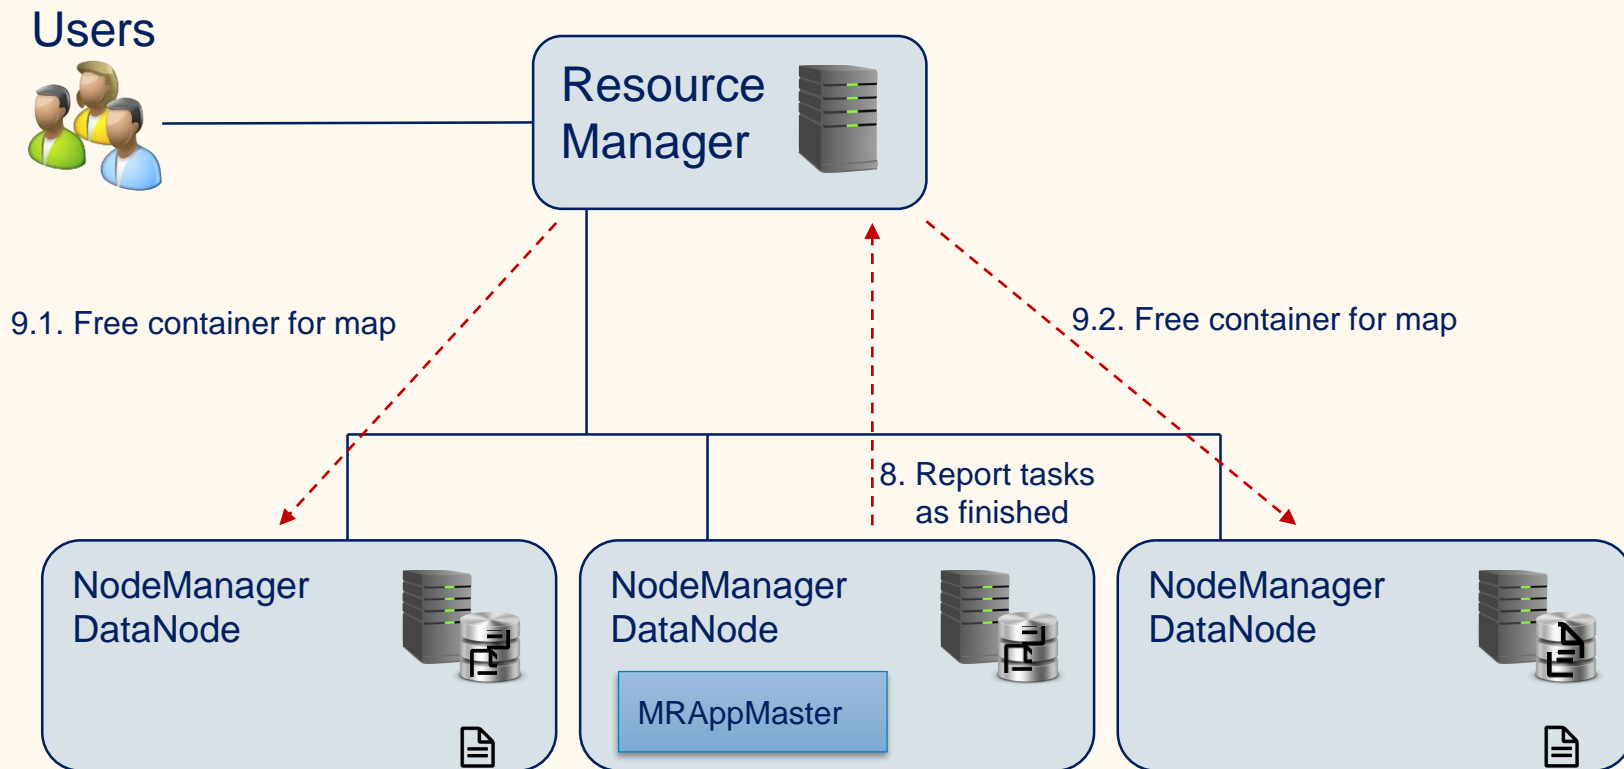 Users
Resource
Manager
9.1. Free container for map
9.2. Free container for map
8. Report tasks
as finished
NodeManager
DataNode
NodeManager
DataNode
MRAppMaster
NodeManager
DataNode